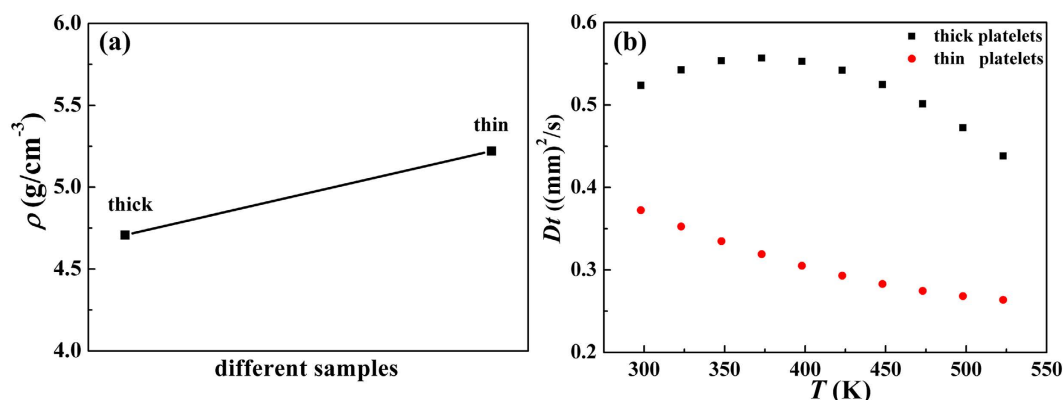 (a)
6.0
5.5
5.0
4.5
4.0
ρ (g/cm⁻³)
thick
thin
different samples
(b)
thick platelets
thin platelets
0.6
0.5
0.4
0.3
0.2
Dt ((mm)²/s)
300 350 400 450 500 550
T (K)